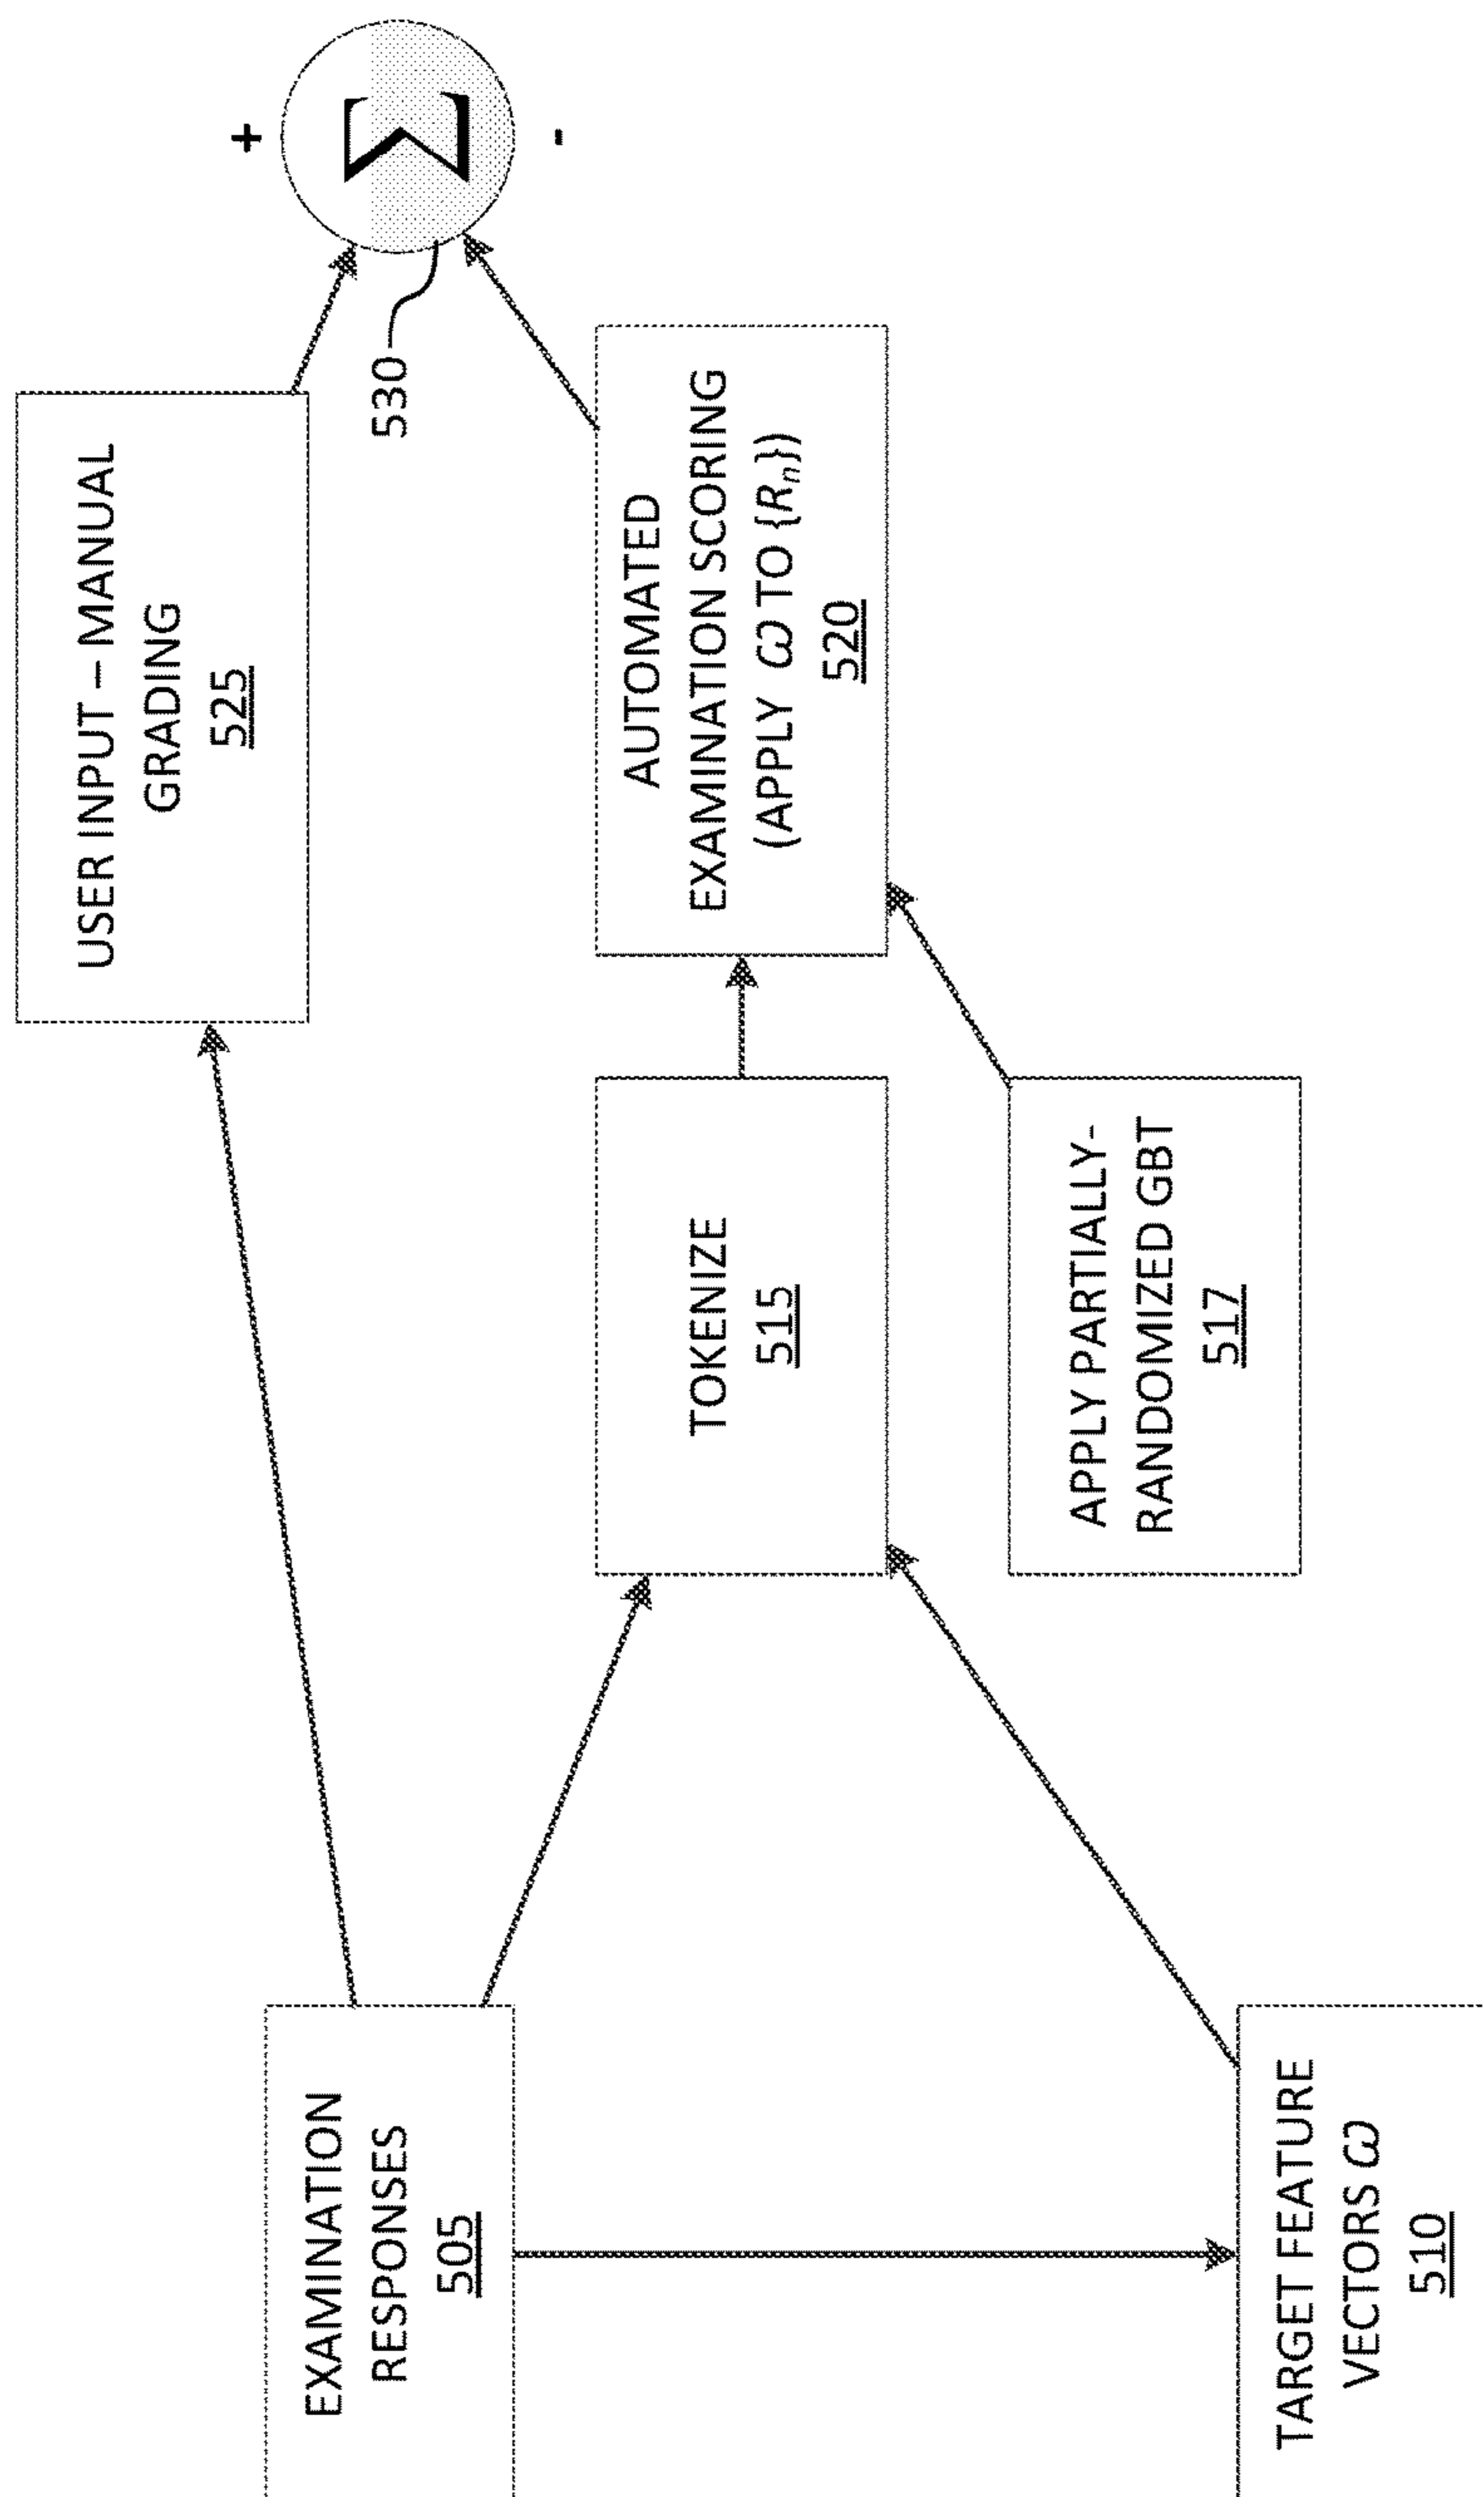 EXAMINATION
RESPONSES
505
TARGET FEATURE
VECTORS ω
510
TOKENIZE
515
APPLY PARTIALLY-
RANDOMIZED GBT
517
USER INPUT – MANUAL
GRADING
525
AUTOMATED
EXAMINATION SCORING
(APPLY ω TO {Rn})
520
530
+
Σ
-